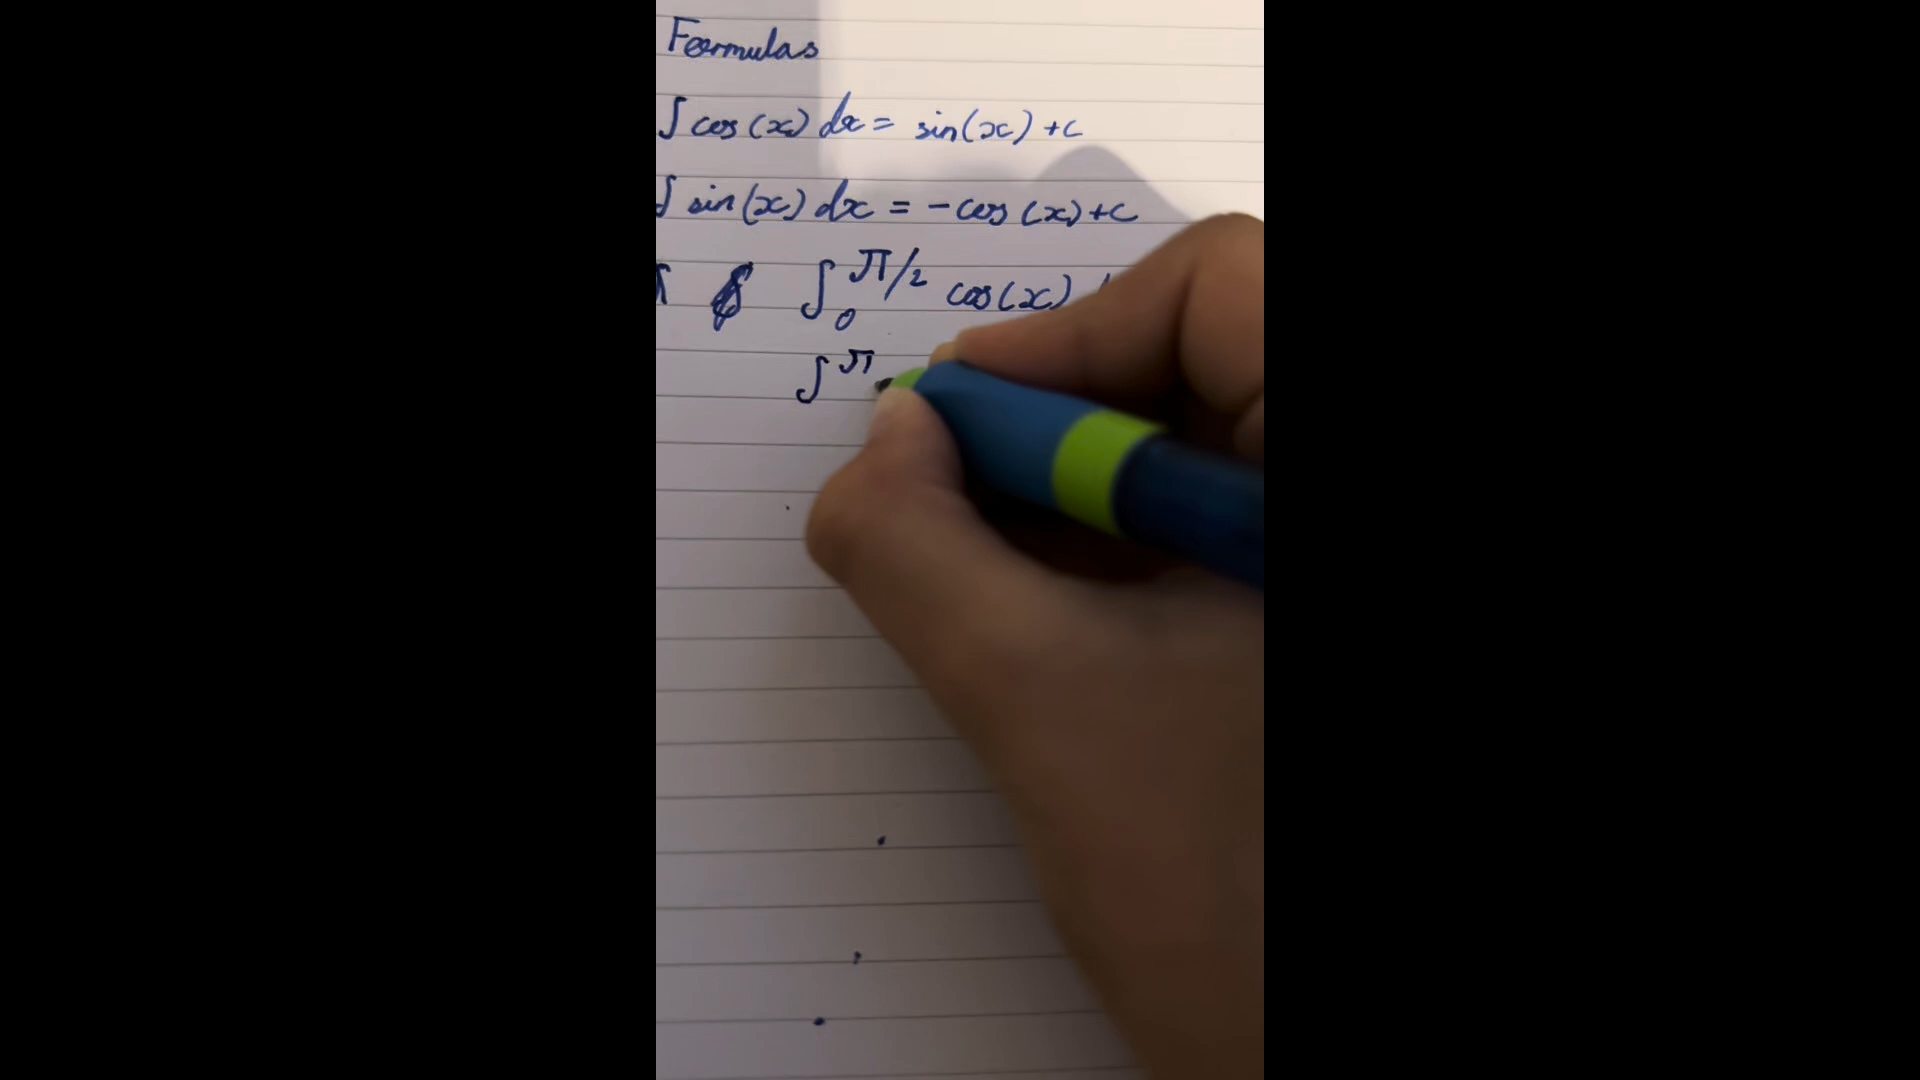 Formulas
∫ cos(x) dx = sin(x) + c
∫ sin(x) dx = -cos(x) + c
∫₀^π/2 cos(x)
∫^π